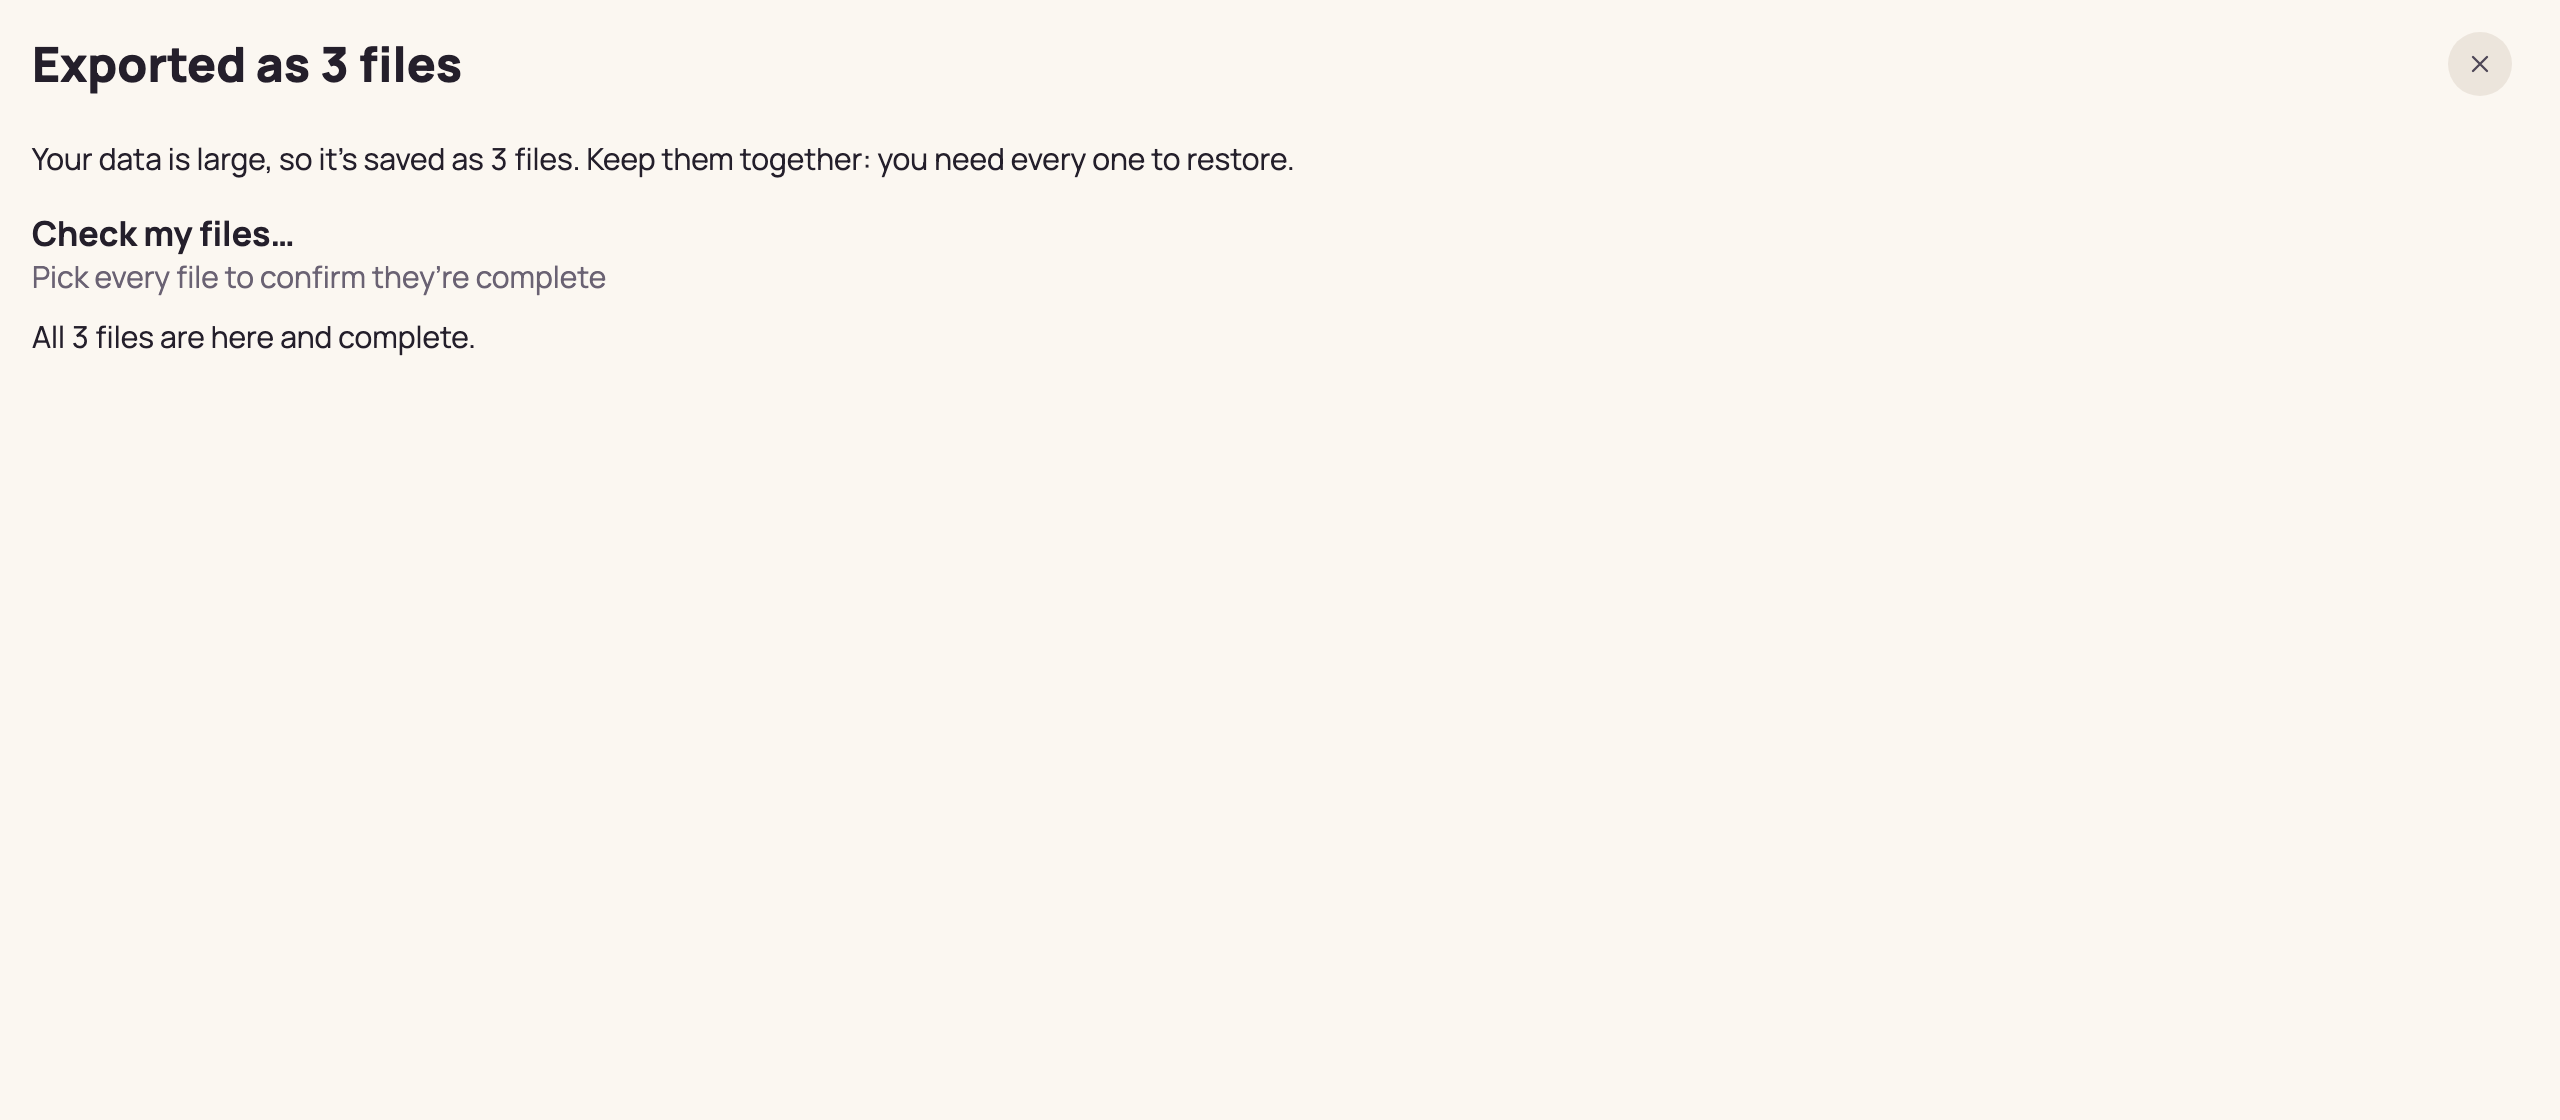 Exported as 3 files
Your data is large, so it’s saved as 3 files. Keep them together: you need every one to restore.
Check my files…
Pick every file to confirm they’re complete
All 3 files are here and complete.